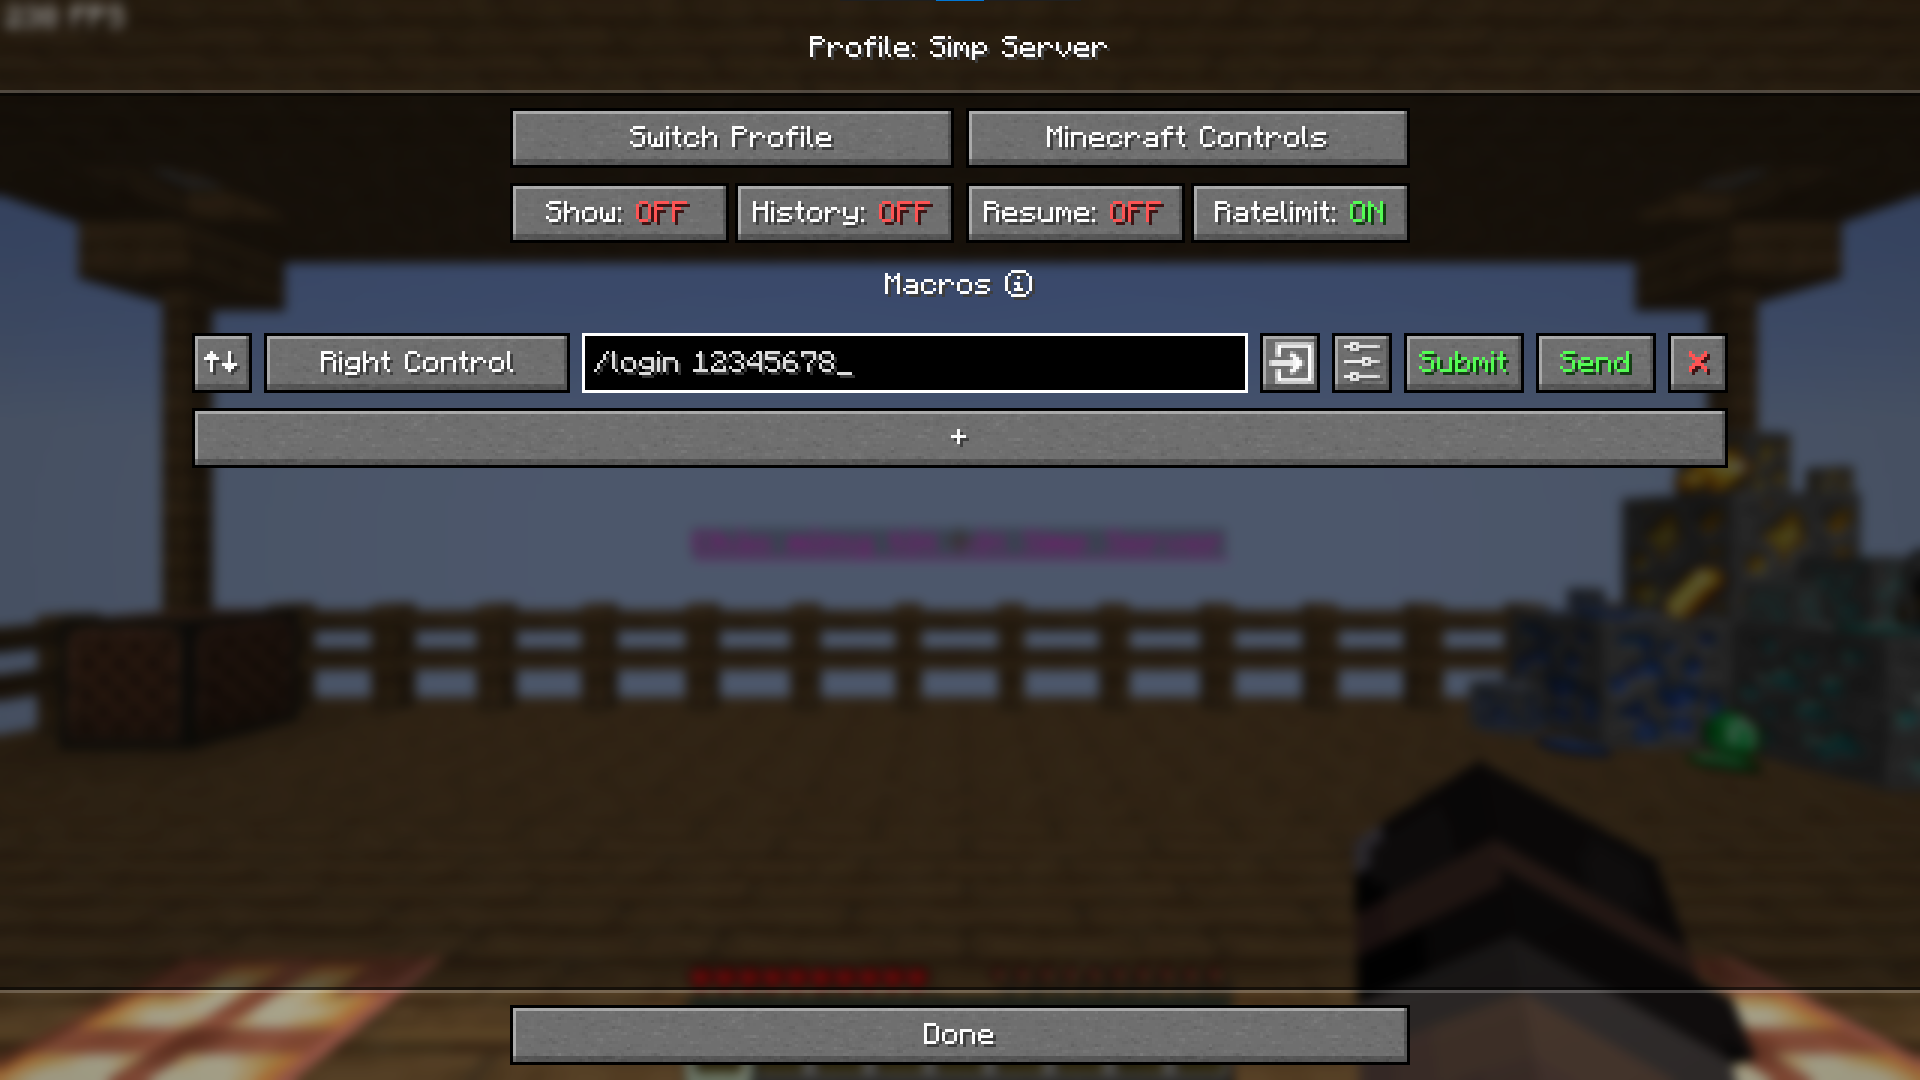 Profile: Simp Server
Switch Profile
Minecraft Controls
Show: OFF
History: OFF
Resume: OFF
Ratelimit: ON
Macros
Right Control
/login 12345678_
Submit
Send
+
Done